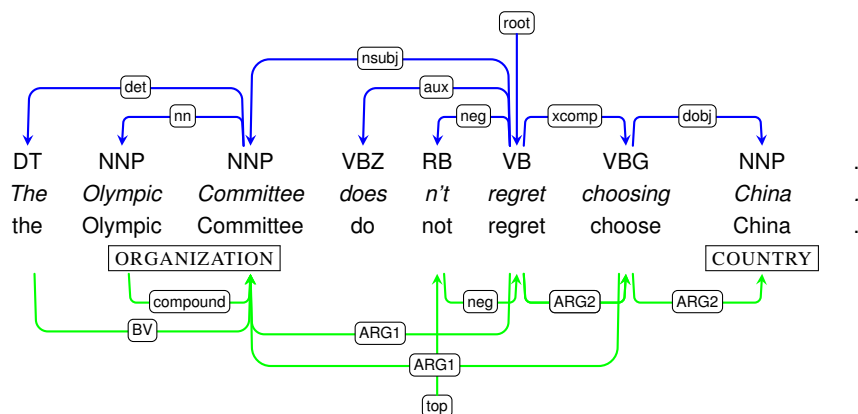 root
nsubj
det aux
nn neg xcomp dobj
DT NNP NNP VBZ RB VB VBG NNP .
The Olympic Committee does n't regret choosing China .
the Olympic Committee do not regret choose China .
ORGANIZATION COUNTRY
compound neg ARG2 ARG2
BV ARG1
ARG1
top